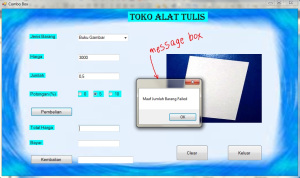 Combo Box
TOKO ALAT TULIS
Jenis Barang
Buku Gambar
message box
Harga
3000
Jumlah
0.5
Maaf Jumlah Barang Failed
OK
Potongan (%)
Pembelian
Total Harga
Bayar
Kembalian
Clear
Keluar